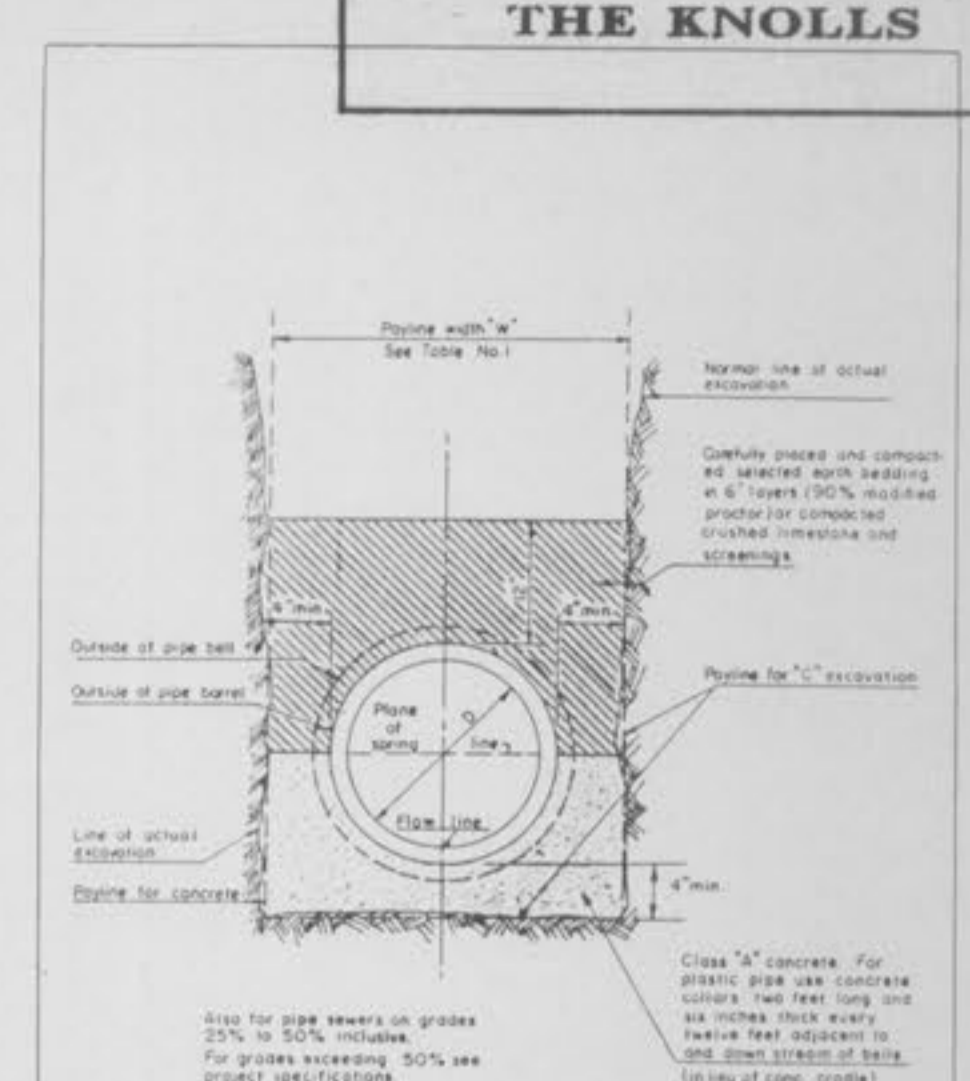 THE KNOLLS
Payline width "W"
See Table No. 1
Normal line of actual
excavation
Carefully placed and compact-
ed selected earth bedding
in 6" layers (90% modified
proctor) or compacted
crushed limestone and
screenings
12"
4" min.
4" min.
Outside of pipe bell
Outside of pipe barrel
Payline for "C" excavation
Plane
of
spring
line
D
Flow line
Line of actual
excavation
Payline for concrete
4" min.
Class "A" concrete. For
plastic pipe use concrete
collars two feet long and
six inches thick every
twelve feet adjacent to
and down stream of bells
(in lieu of conc. cradle)
Also for pipe sewers on grades
25% to 50% inclusive.
For grades exceeding 50% see
project specifications.